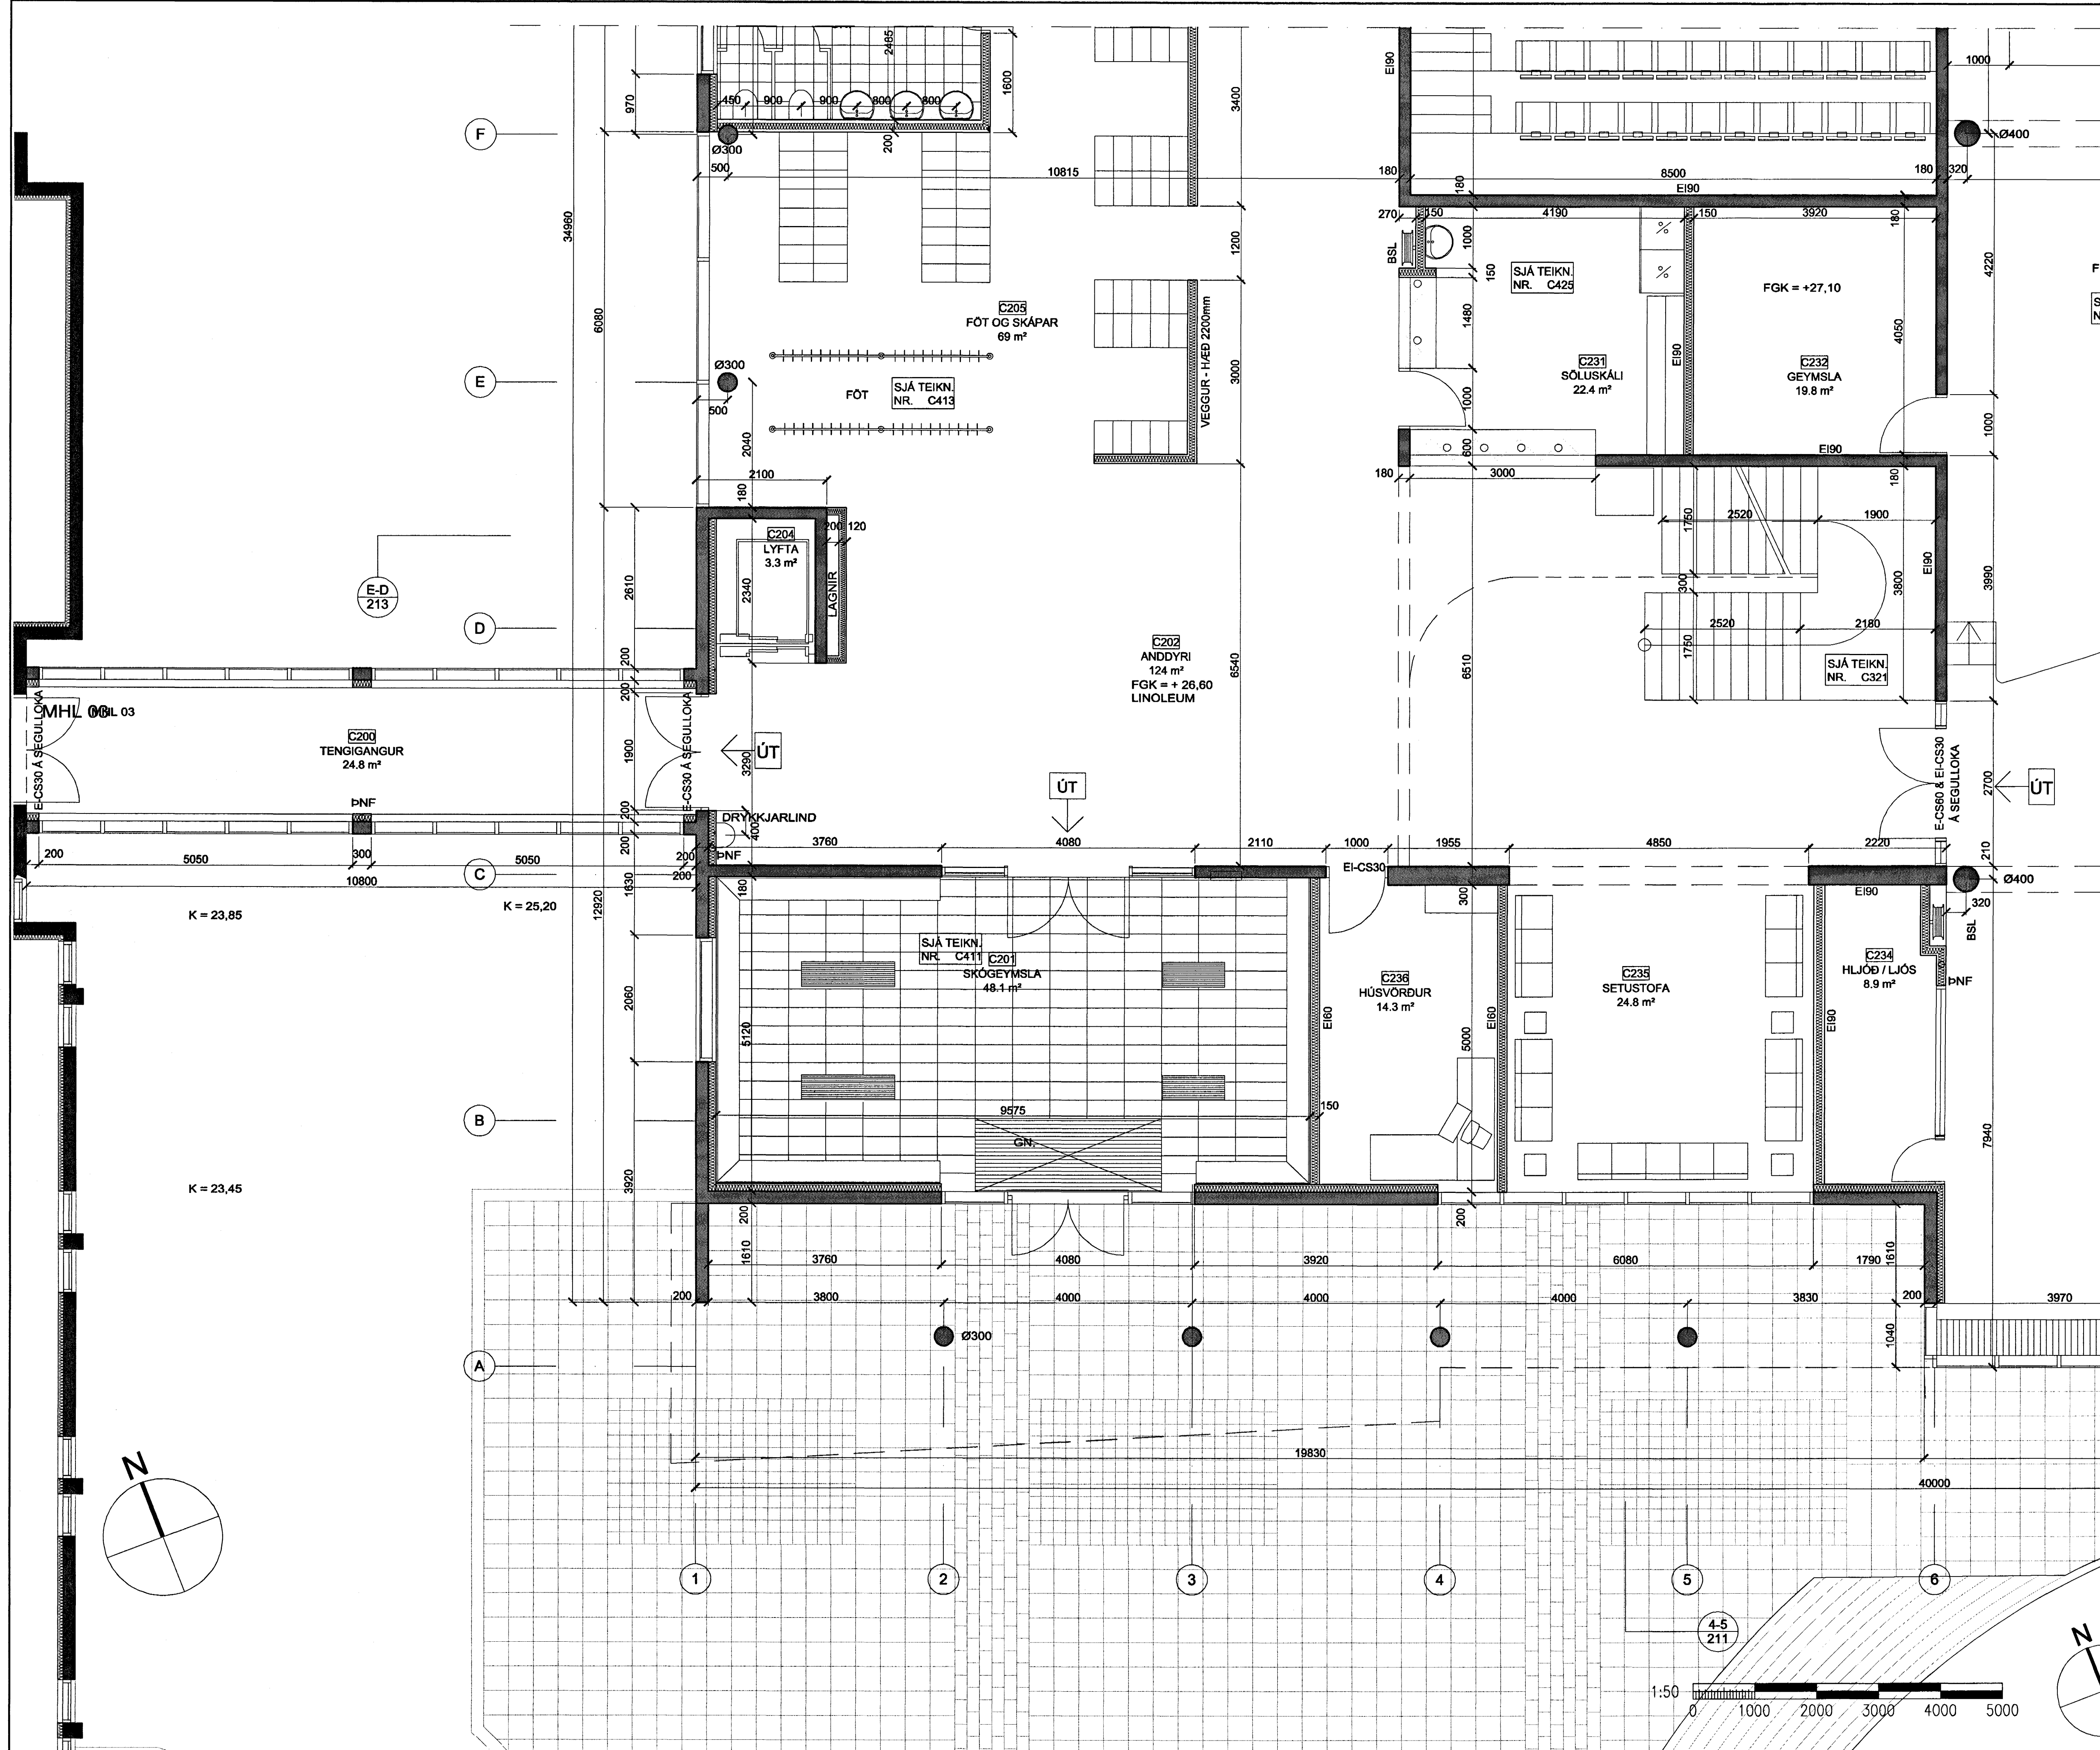 2485
EI90
1000
1600
970
450
900
900
800
800
3400
F
Ø300
200
Ø400
500
10815
180
180
8500
EI90
180
320
270
150
4190
150
3920
180
34960
1200
BSL
1000
150
SJÁ TEIKN.
NR. C425
4220
FGK = +27,10
6080
C205
FÖT OG SKÁPAR
69 m²
VEGGUR - HÆÐ 2200mm
1480
4050
EI90
C231
SÖLUSKÁLI
22.4 m²
C232
GEYMSLA
19.8 m²
E
Ø300
FÖT
SJÁ TEIKN.
NR. C413
500
3000
1000
1000
2040
600
EI90
2100
180
180
3000
180
200
120
1750
2520
1900
C204
LYFTA
3.3 m²
EI90
E-D
213
2610
2340
LAGNIR
300
3800
3990
D
2520
2180
C202
ANDDYRI
124 m²
FGK = + 26,60
LINOLEUM
6540
6510
1750
SJÁ TEIKN.
NR. C321
200
200
MHL 03
MHL 03
E-CS30 Á SEGULLOKA
C200
TENGIGANGUR
24.8 m²
1900
E-CS30 Á SEGULLOKA
3290
ÚT
ÚT
E-CS60 & EI-CS30
Á SEGULLOKA
2700
ÚT
ÞNF
200
DRYKKJARLIND
400
200
5050
300
5050
200
200
ÞNF
3760
4080
2110
1000
1955
4850
2220
210
C
10800
200
EI-CS30
Ø400
K = 23,85
K = 25,20
12920
1630
180
300
EI90
320
BSL
SJÁ TEIKN.
NR. C411
C201
SKÓGEYMSLA
48.1 m²
C236
HÚSVÖRÐUR
14.3 m²
C235
SETUSTOFA
24.8 m²
C234
HLJÓÐ / LJÓS
8.9 m²
ÞNF
2060
5120
EI60
5000
EI60
EI90
B
9575
150
GN.
7940
K = 23,45
3920
200
200
1610
3760
4080
3920
6080
1790
1610
200
3800
4000
4000
4000
3830
200
3970
Ø300
1040
A
19830
40000
N
1
2
3
4
5
6
4-5
211
N
1:50
0
1000
2000
3000
4000
5000